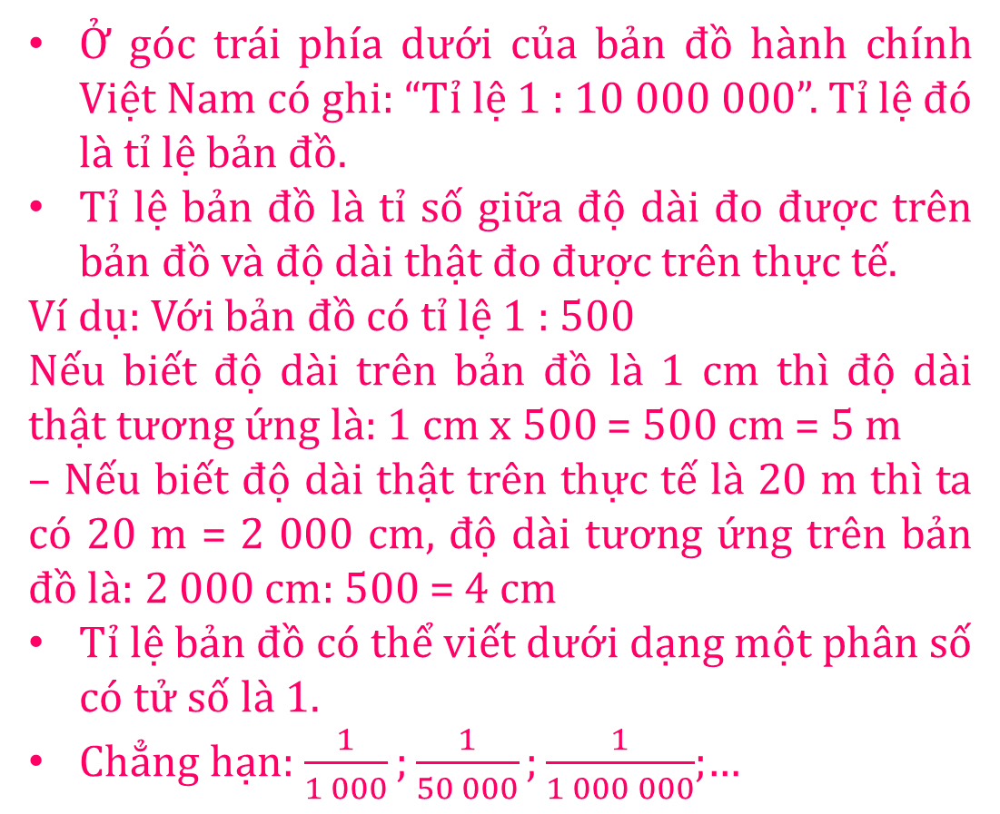 • Ở góc trái phía dưới của bản đồ hành chính
Việt Nam có ghi: “Tỉ lệ 1 : 10 000 000”. Tỉ lệ đó
là tỉ lệ bản đồ.
• Tỉ lệ bản đồ là tỉ số giữa độ dài đo được trên
bản đồ và độ dài thật đo được trên thực tế.
Ví dụ: Với bản đồ có tỉ lệ 1 : 500
Nếu biết độ dài trên bản đồ là 1 cm thì độ dài
thật tương ứng là: 1 cm x 500 = 500 cm = 5 m
– Nếu biết độ dài thật trên thực tế là 20 m thì ta
có 20 m = 2 000 cm, độ dài tương ứng trên bản
đồ là: 2 000 cm: 500 = 4 cm
• Tỉ lệ bản đồ có thể viết dưới dạng một phân số
có tử số là 1.
• Chẳng hạn: 1/1 000 ; 1/50 000 ; 1/1 000 000;...